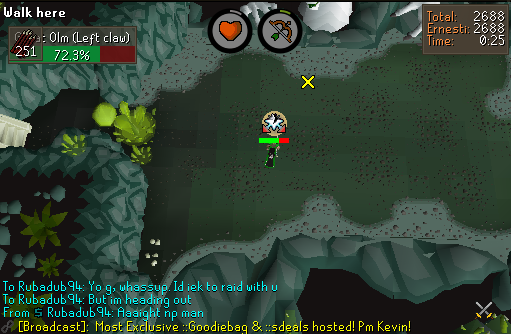 Walk here
Olm (Left claw)
251
72.3%
Total: 2688
Ernesti: 2688
Time: 0:25
To Rubadub94: Yo g, whassup. Id iek to raid with u
To Rubadub94: But im heading out
From S Rubadub94: Aaaight np man
[Broadcast]: Most Exclusive ::Goodiebag & ::sdeals hosted! Pm Kevin!